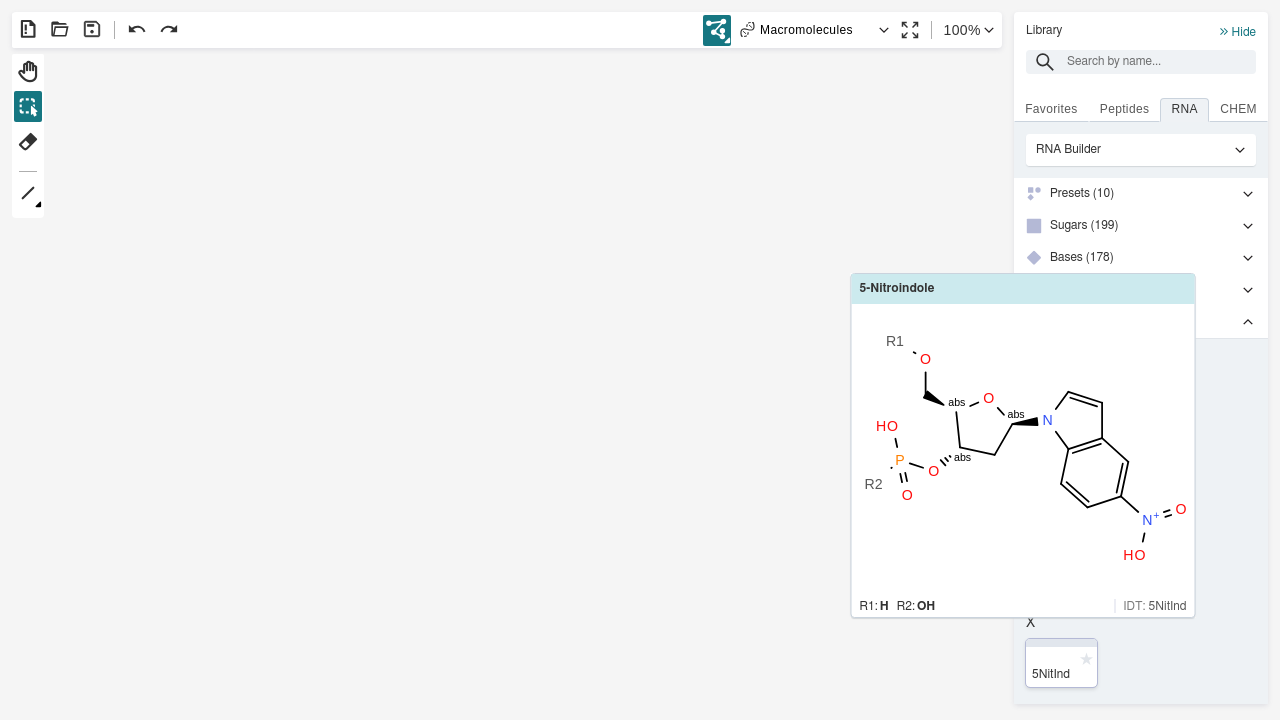 Macromolecules
100%
Library
Hide
Search by name...
Favorites
Peptides
RNA
CHEM
RNA Builder
Presets (10)
Sugars (199)
Bases (178)
5-Nitroindole
R1
O
abs
O
abs
N
HO
abs
P
O
R2
O
N+
O
HO
R1: H R2: OH
IDT: 5NitInd
X
5NitInd